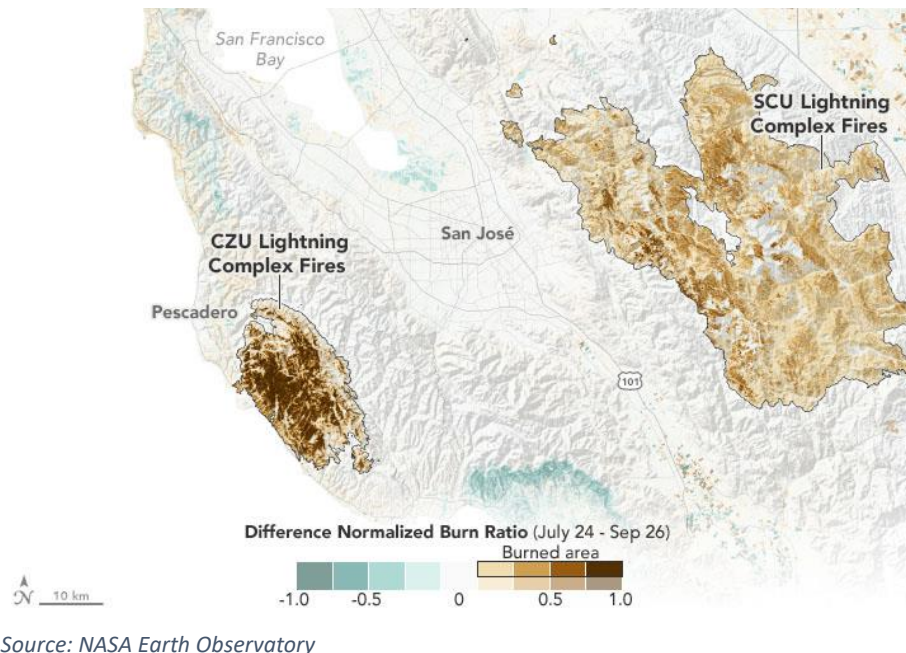 San Francisco
Bay
SCU Lightning
Complex Fires
San José
CZU Lightning
Complex Fires
Pescadero
101
Difference Normalized Burn Ratio (July 24 - Sep 26)
Burned area
N 10 km
-1.0 -0.5 0 0.5 1.0
Source: NASA Earth Observatory